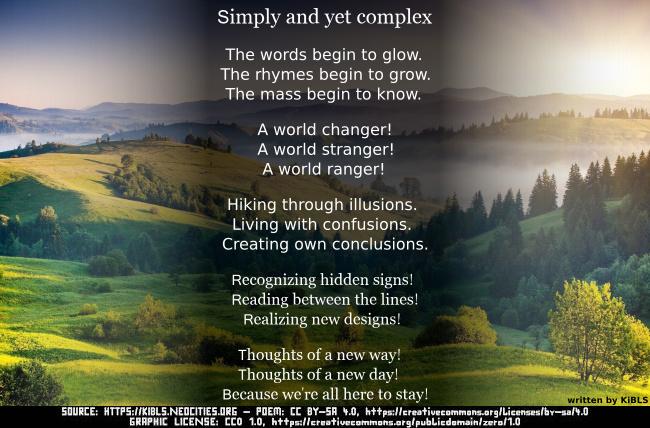 Simply and yet complex
The words begin to glow.
The rhymes begin to grow.
The mass begin to know.
A world changer!
A world stranger!
A world ranger!
Hiking through illusions.
Living with confusions.
Creating own conclusions.
Recognizing hidden signs!
Reading between the lines!
Realizing new designs!
Thoughts of a new way!
Thoughts of a new day!
Because we're all here to stay!
written by KiBLS
SOURCE: HTTPS://KIBLS.NEOCITIES.ORG – POEM: CC BY–SA 4.0, https://creativecommons.org/licenses/by-sa/4.0
GRAPHIC LICENSE: CC0 1.0, https://creativecommons.org/publicdomain/zero/1.0